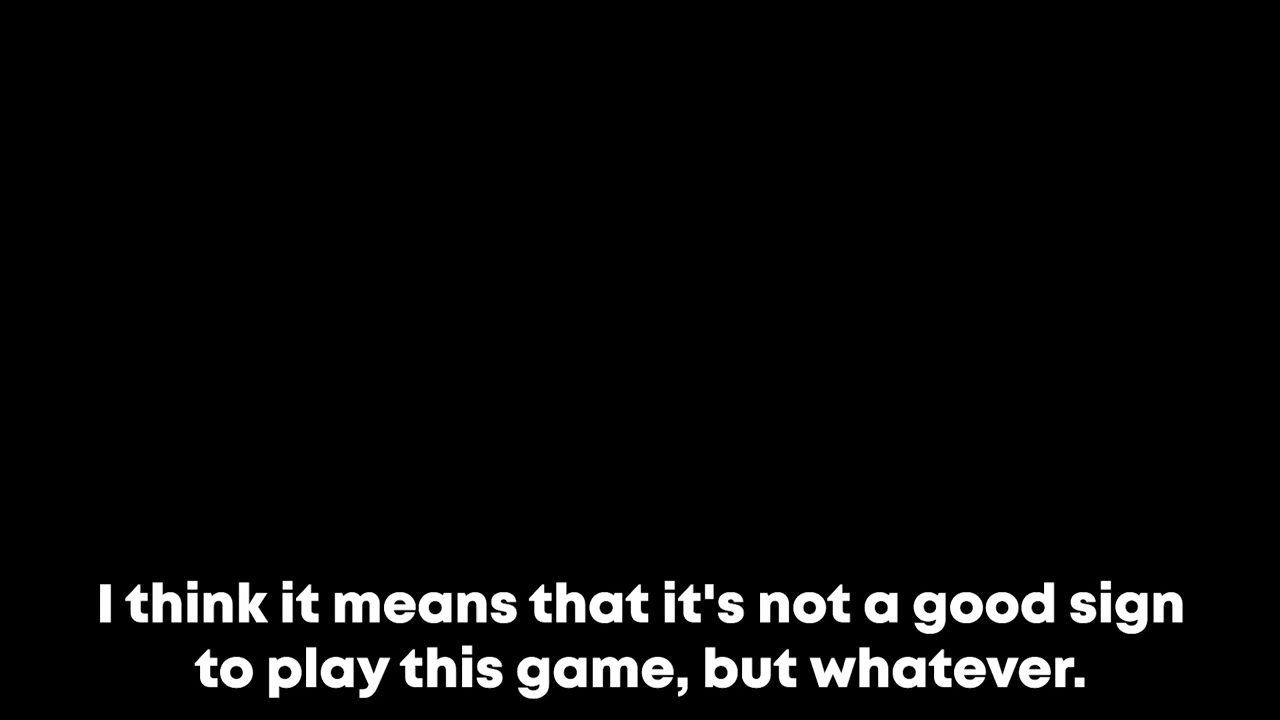 I think it means that it's not a good sign
to play this game, but whatever.